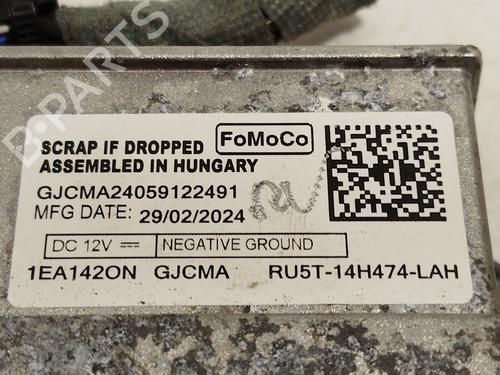 B-PARTS
SCRAP IF DROPPED
ASSEMBLED IN HUNGARY
FoMoCo
GJCMA24059122491
MFG DATE: 29/02/2024
DC 12V
NEGATIVE GROUND
1EA142ON GJCMA RU5T-14H474-LAH